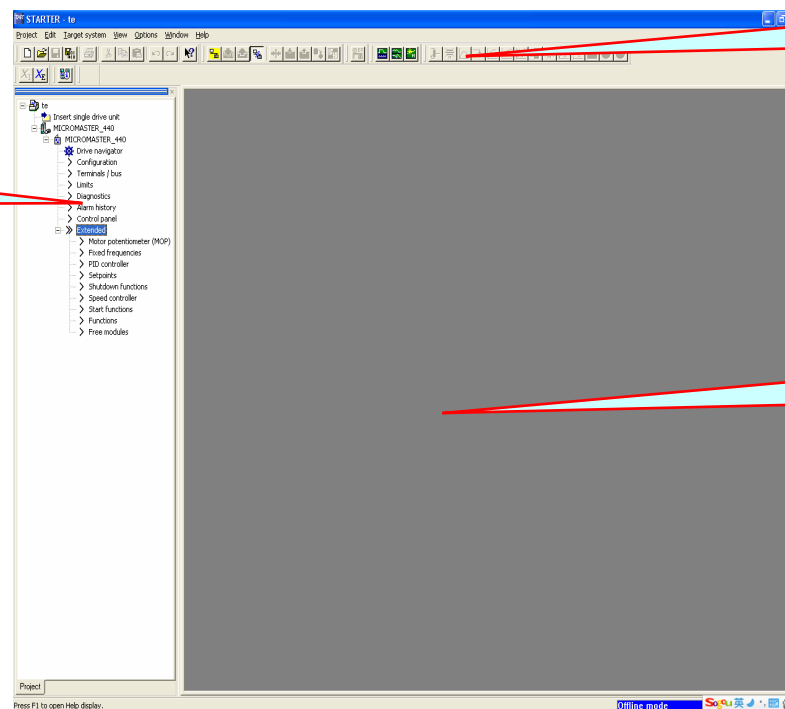 STARTER - te
Project Edit Target system View Options Window Help
te
Insert single drive unit
MICROMASTER_440
MICROMASTER_440
Drive navigator
Configuration
Terminals / bus
Limits
Diagnostics
Alarm history
Control panel
Extended
Motor potentiometer (MOP)
Fixed frequencies
PID controller
Setpoints
Shutdown functions
Speed controller
Start functions
Functions
Free modules
Project
Press F1 to open Help display.
Offline mode
Sogou 英